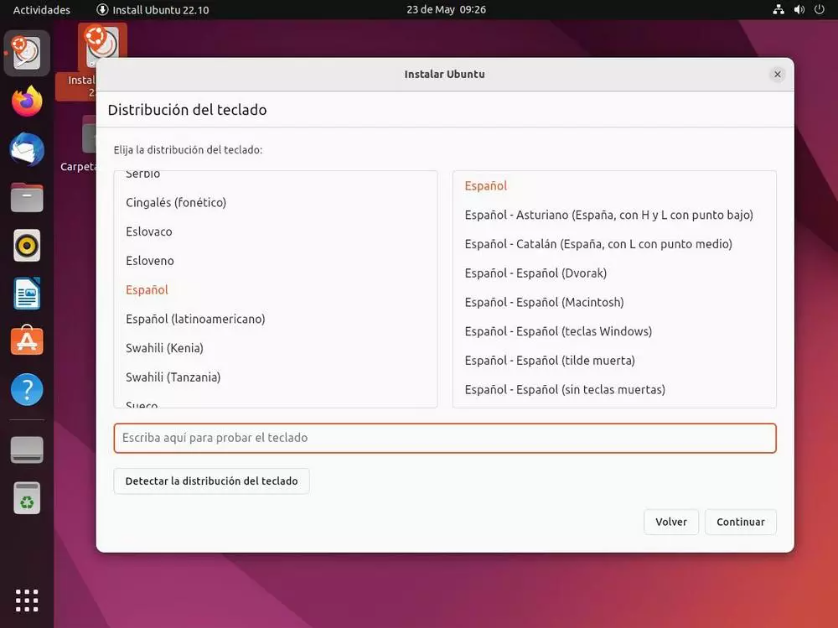 Actividades
Install Ubuntu 22.10
23 de May 09:26
Instal
2
Carpeta
Instalar Ubuntu
Distribución del teclado
Elija la distribución del teclado:
Serbio
Cingalés (fonético)
Eslovaco
Esloveno
Español
Español (latinoamericano)
Swahili (Kenia)
Swahili (Tanzania)
Sueco
Español
Español - Asturiano (España, con H y L con punto bajo)
Español - Catalán (España, con L con punto medio)
Español - Español (Dvorak)
Español - Español (Macintosh)
Español - Español (teclas Windows)
Español - Español (tilde muerta)
Español - Español (sin teclas muertas)
Escriba aquí para probar el teclado
Detectar la distribución del teclado
Volver
Continuar